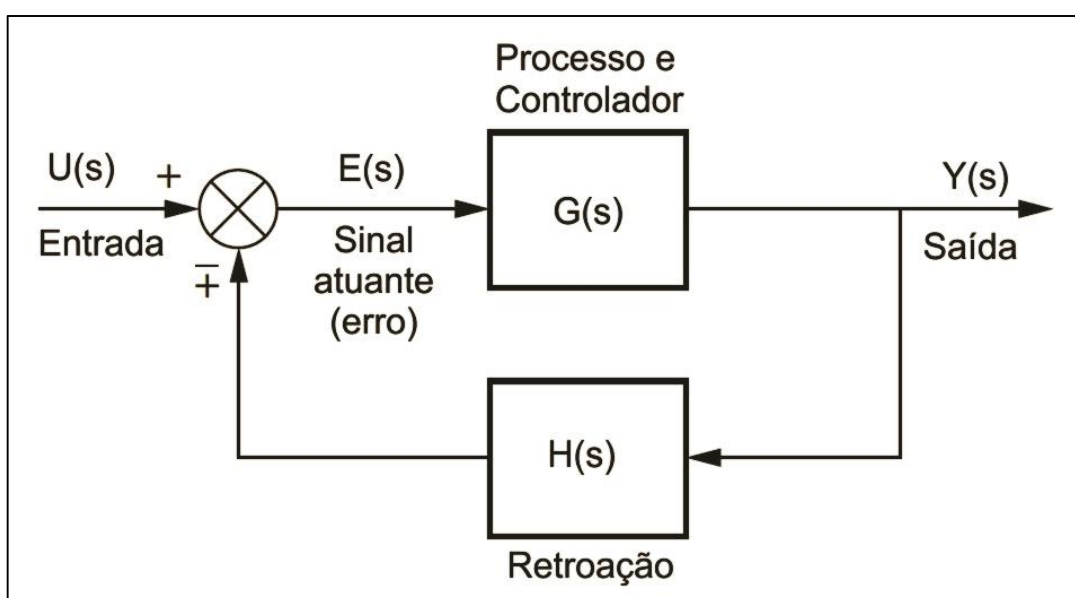 Processo e
Controlador
U(s)
+
E(s)
G(s)
Y(s)
Entrada
Sinal
atuante
(erro)
Saída
∓
H(s)
Retroação